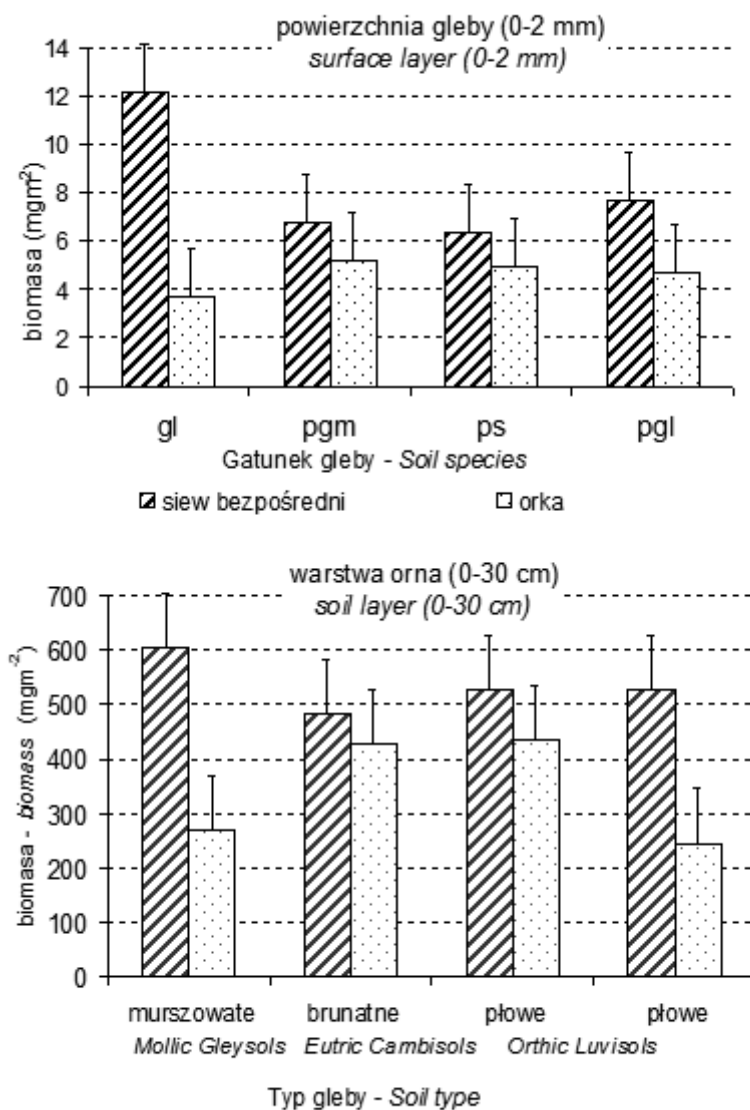 powierzchnia gleby (0-2 mm)
surface layer (0-2 mm)
14
12
10
8
6
4
2
0
biomasa (mgm²)
gl pgm ps pgl
Gatunek gleby - Soil species
siew bezpośredni orka
warstwa orna (0-30 cm)
soil layer (0-30 cm)
700
600
500
400
300
200
100
0
biomasa - biomass (mgm⁻²)
murszowate brunatne płowe płowe
Mollic Gleysols Eutric Cambisols Orthic Luvisols
Typ gleby - Soil type